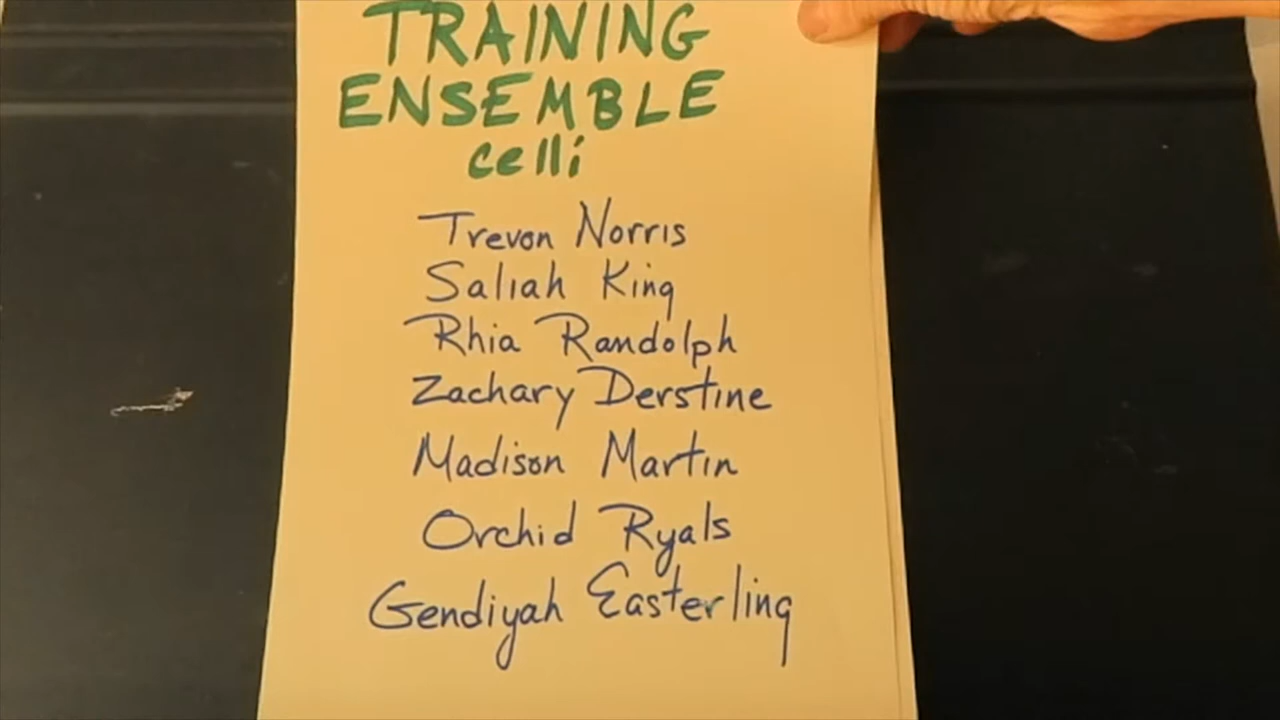 TRAINING
ENSEMBLE
celli
Trevon Norris
Saliah King
Rhia Randolph
Zachary Derstine
Madison Martin
Orchid Ryals
Gendiyah Easterling